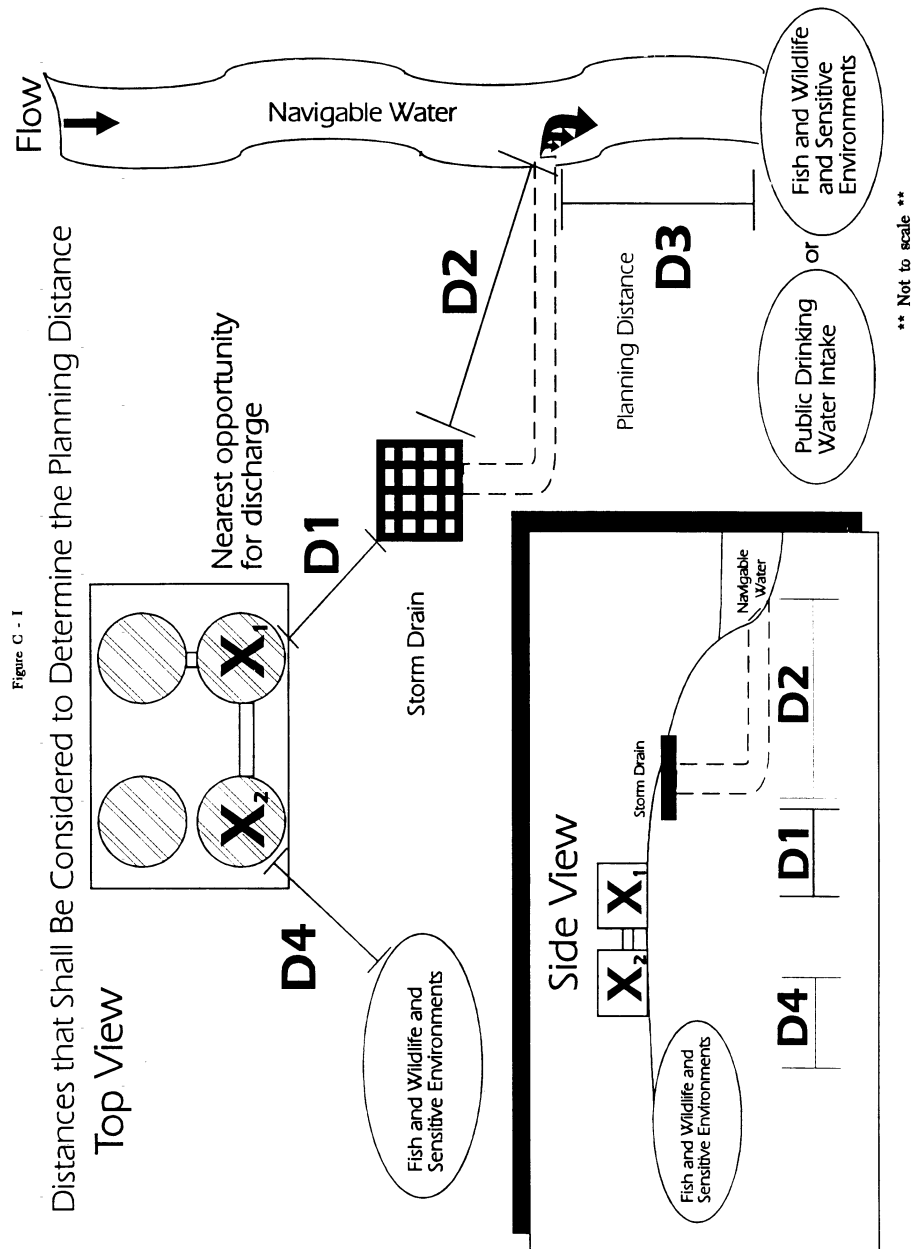 Figure C - I
Distances that Shall Be Considered to Determine the Planning Distance
Top View
Flow
Navigable Water
Nearest opportunity
for discharge
X1
X2
D1
D2
D4
Storm Drain
Fish and Wildlife and
Sensitive Environments
Planning Distance
D3
Public Drinking
Water Intake
or
Fish and Wildlife
and Sensitive
Environments
Side View
X2
X1
Storm Drain
Navigable
Water
Fish and Wildlife and
Sensitive Environments
D4
D1
D2
** Not to scale **